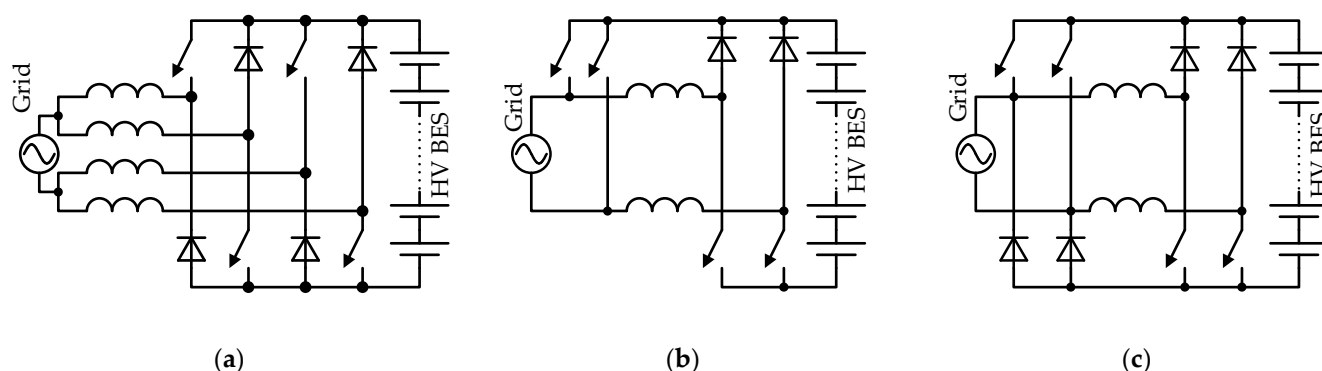 Grid
HV BES
Grid
HV BES
Grid
HV BES
(a)
(b)
(c)